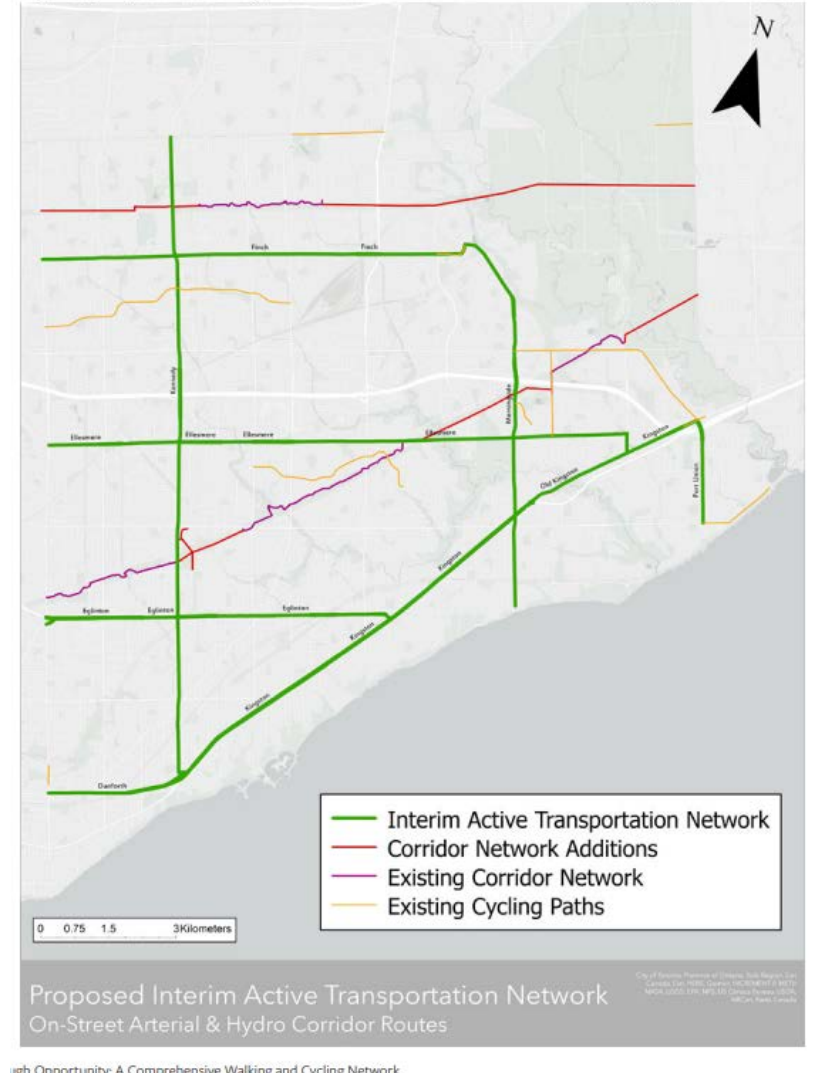 N
Finch
Finch
Kennedy
Morningside
Ellesmere
Ellesmere
Ellesmere
Ellesmere
Kingston
Old Kingston
Port Union
Kingston
Eglinton
Eglinton
Eglinton
Kingston
Kingston
Danforth
Interim Active Transportation Network
Corridor Network Additions
Existing Corridor Network
Existing Cycling Paths
0 0.75 1.5 3Kilometers
Proposed Interim Active Transportation Network
On-Street Arterial & Hydro Corridor Routes
Opportunity: A Comprehensive Walking and Cycling Network